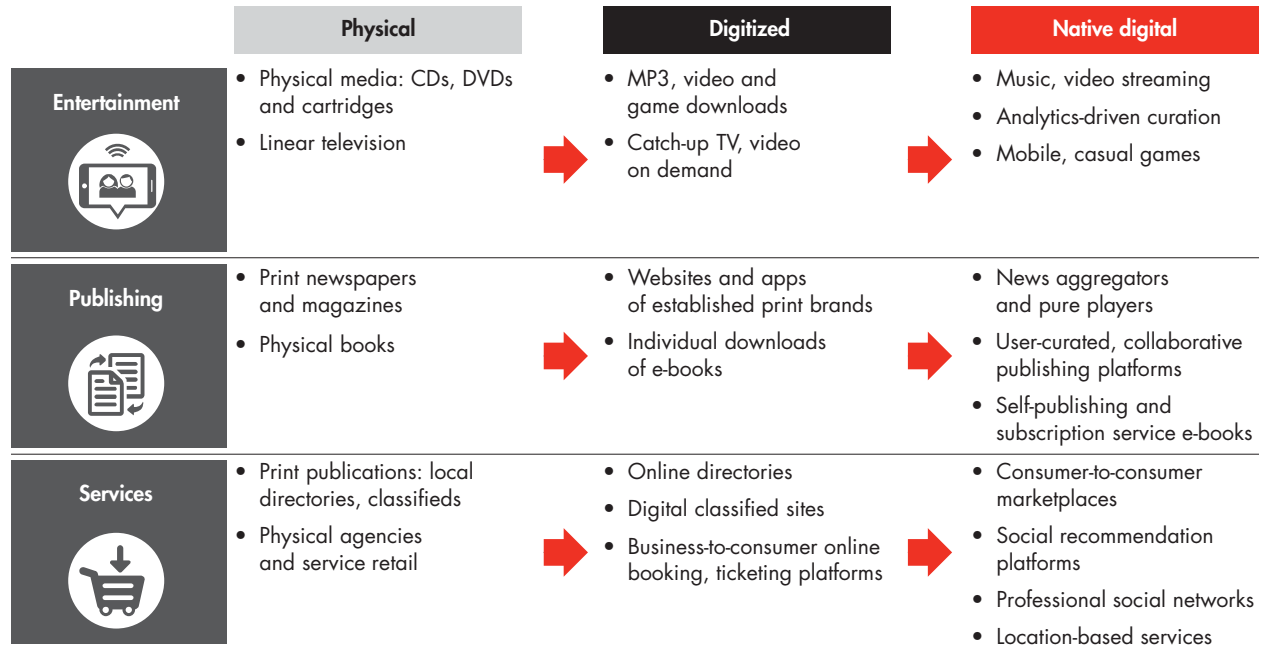 Physical
Digitized
Native digital
Entertainment
• Physical media: CDs, DVDs
and cartridges
• Linear television
• MP3, video and
game downloads
• Catch-up TV, video
on demand
• Music, video streaming
• Analytics-driven curation
• Mobile, casual games
Publishing
• Print newspapers
and magazines
• Physical books
• Websites and apps
of established print brands
• Individual downloads
of e-books
• News aggregators
and pure players
• User-curated, collaborative
publishing platforms
• Self-publishing and
subscription service e-books
Services
• Print publications: local
directories, classifieds
• Physical agencies
and service retail
• Online directories
• Digital classified sites
• Business-to-consumer online
booking, ticketing platforms
• Consumer-to-consumer
marketplaces
• Social recommendation
platforms
• Professional social networks
• Location-based services